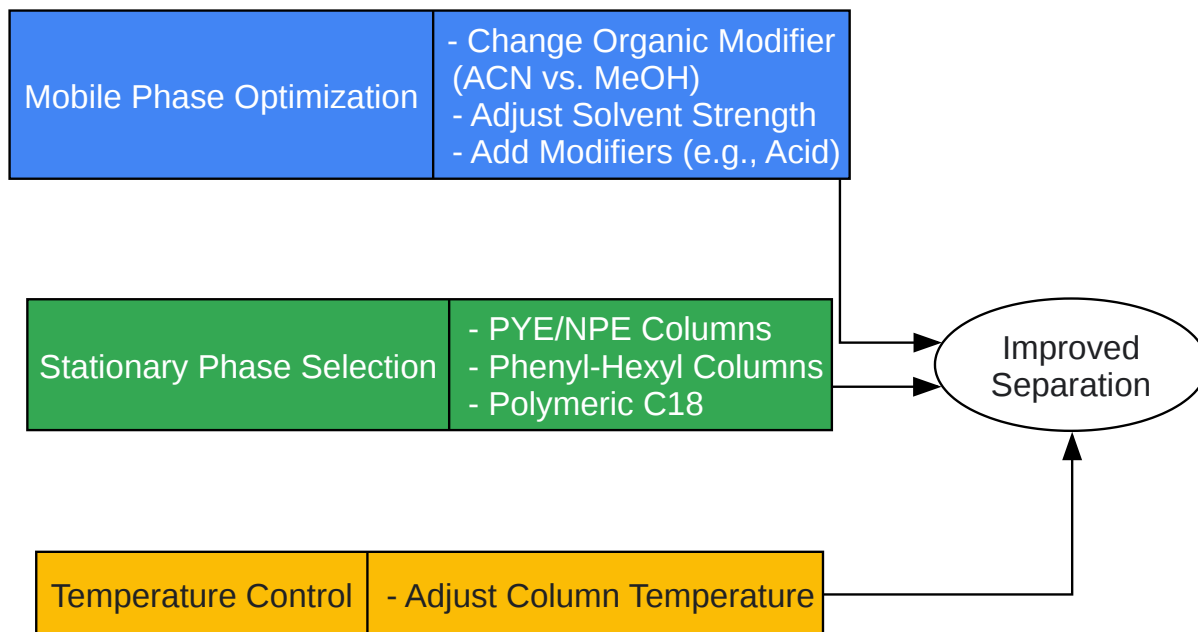 Mobile Phase Optimization
- Change Organic Modifier
(ACN vs. MeOH)
- Adjust Solvent Strength
- Add Modifiers (e.g., Acid)
Stationary Phase Selection
- PYE/NPE Columns
- Phenyl-Hexyl Columns
- Polymeric C18
Improved
Separation
Temperature Control
- Adjust Column Temperature